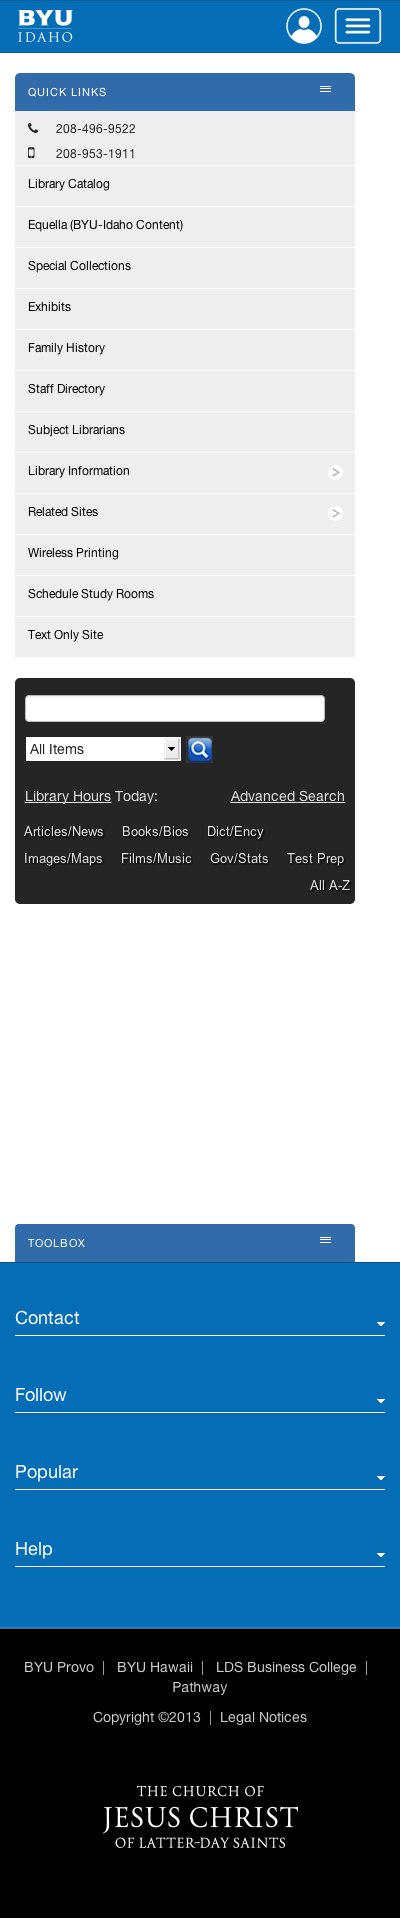 BYU
IDAHO
QUICK LINKS
208-496-9522
208-953-1911
Library Catalog
Equella (BYU-Idaho Content)
Special Collections
Exhibits
Family History
Staff Directory
Subject Librarians
Library Information
Related Sites
Wireless Printing
Schedule Study Rooms
Text Only Site
All Items
Library Hours Today: Advanced Search
Articles/News Books/Bios Dict/Ency
Images/Maps Films/Music Gov/Stats Test Prep
All A-Z
TOOLBOX
Contact
Follow
Popular
Help
BYU Provo | BYU Hawaii | LDS Business College |
Pathway
Copyright ©2013 | Legal Notices
THE CHURCH OF
JESUS CHRIST
OF LATTER-DAY SAINTS